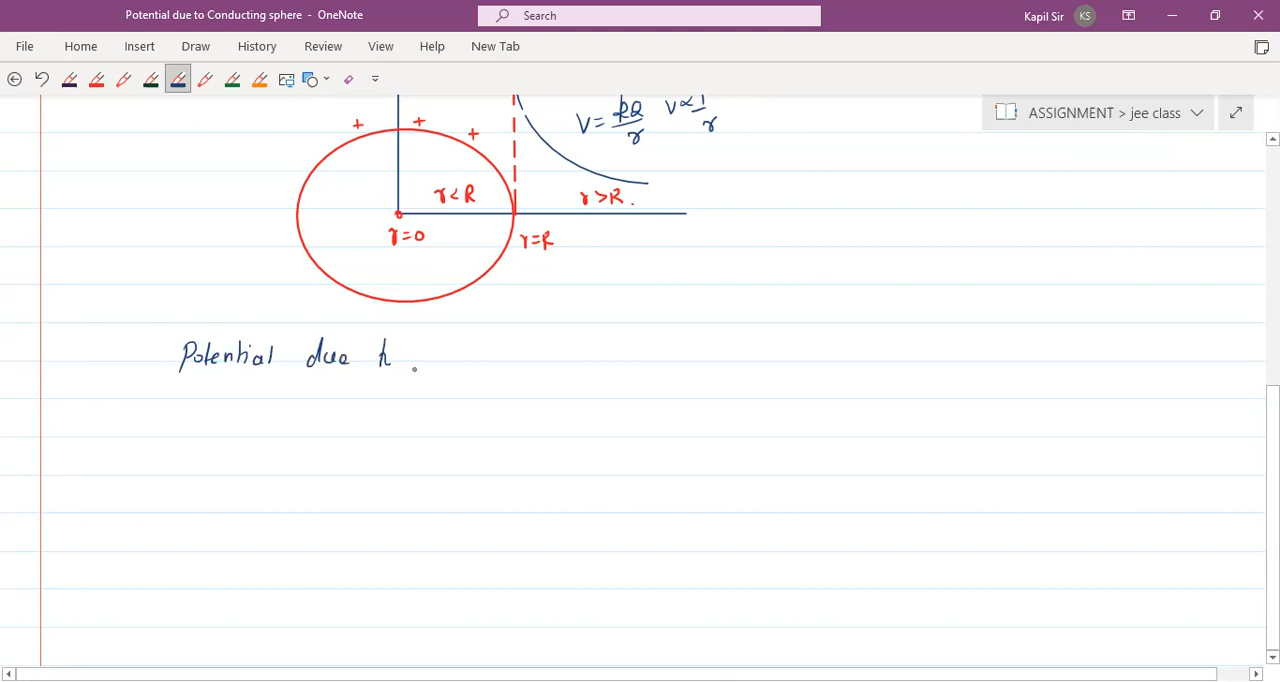 Potential due to Conducting sphere - OneNote
Search
Kapil Sir KS
File Home Insert Draw History Review View Help New Tab
ASSIGNMENT > jee class
V = kQ/r V ∝ 1/r
+ + +
r < R r > R.
r = 0 r = R
Potential due t